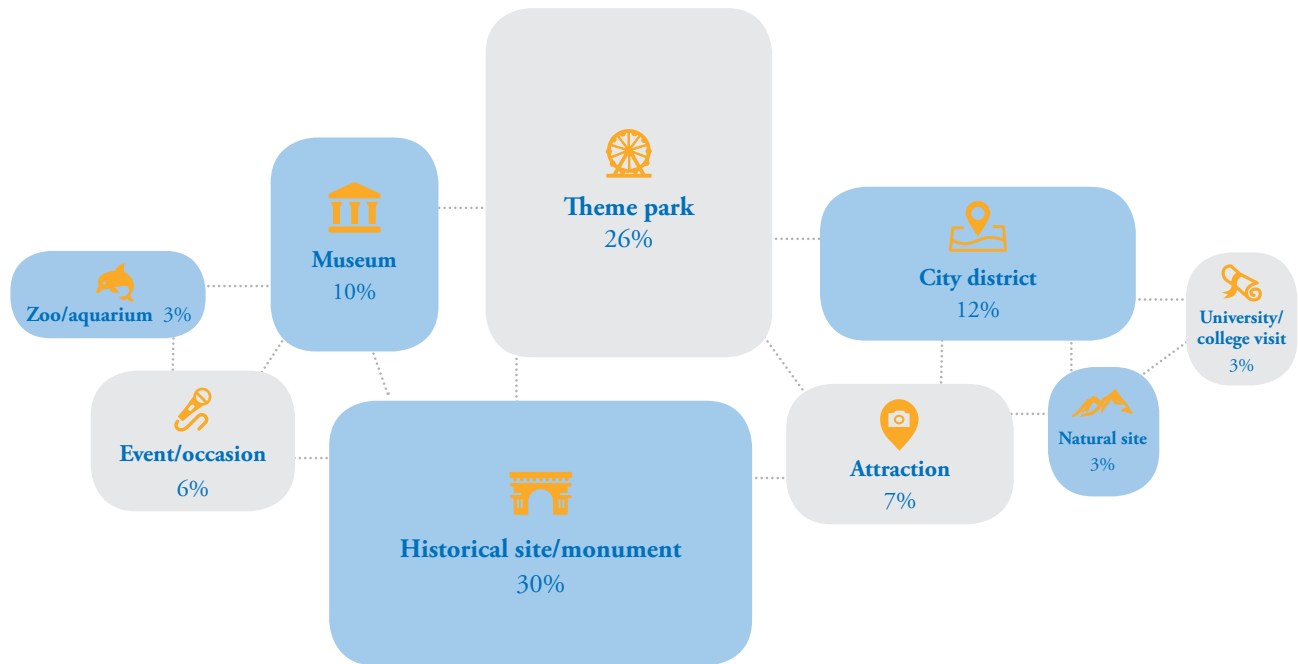 Theme park
26%
Museum
10%
City district
12%
Zoo/aquarium 3%
University/
college visit
3%
Event/occasion
6%
Historical site/monument
30%
Attraction
7%
Natural site
3%